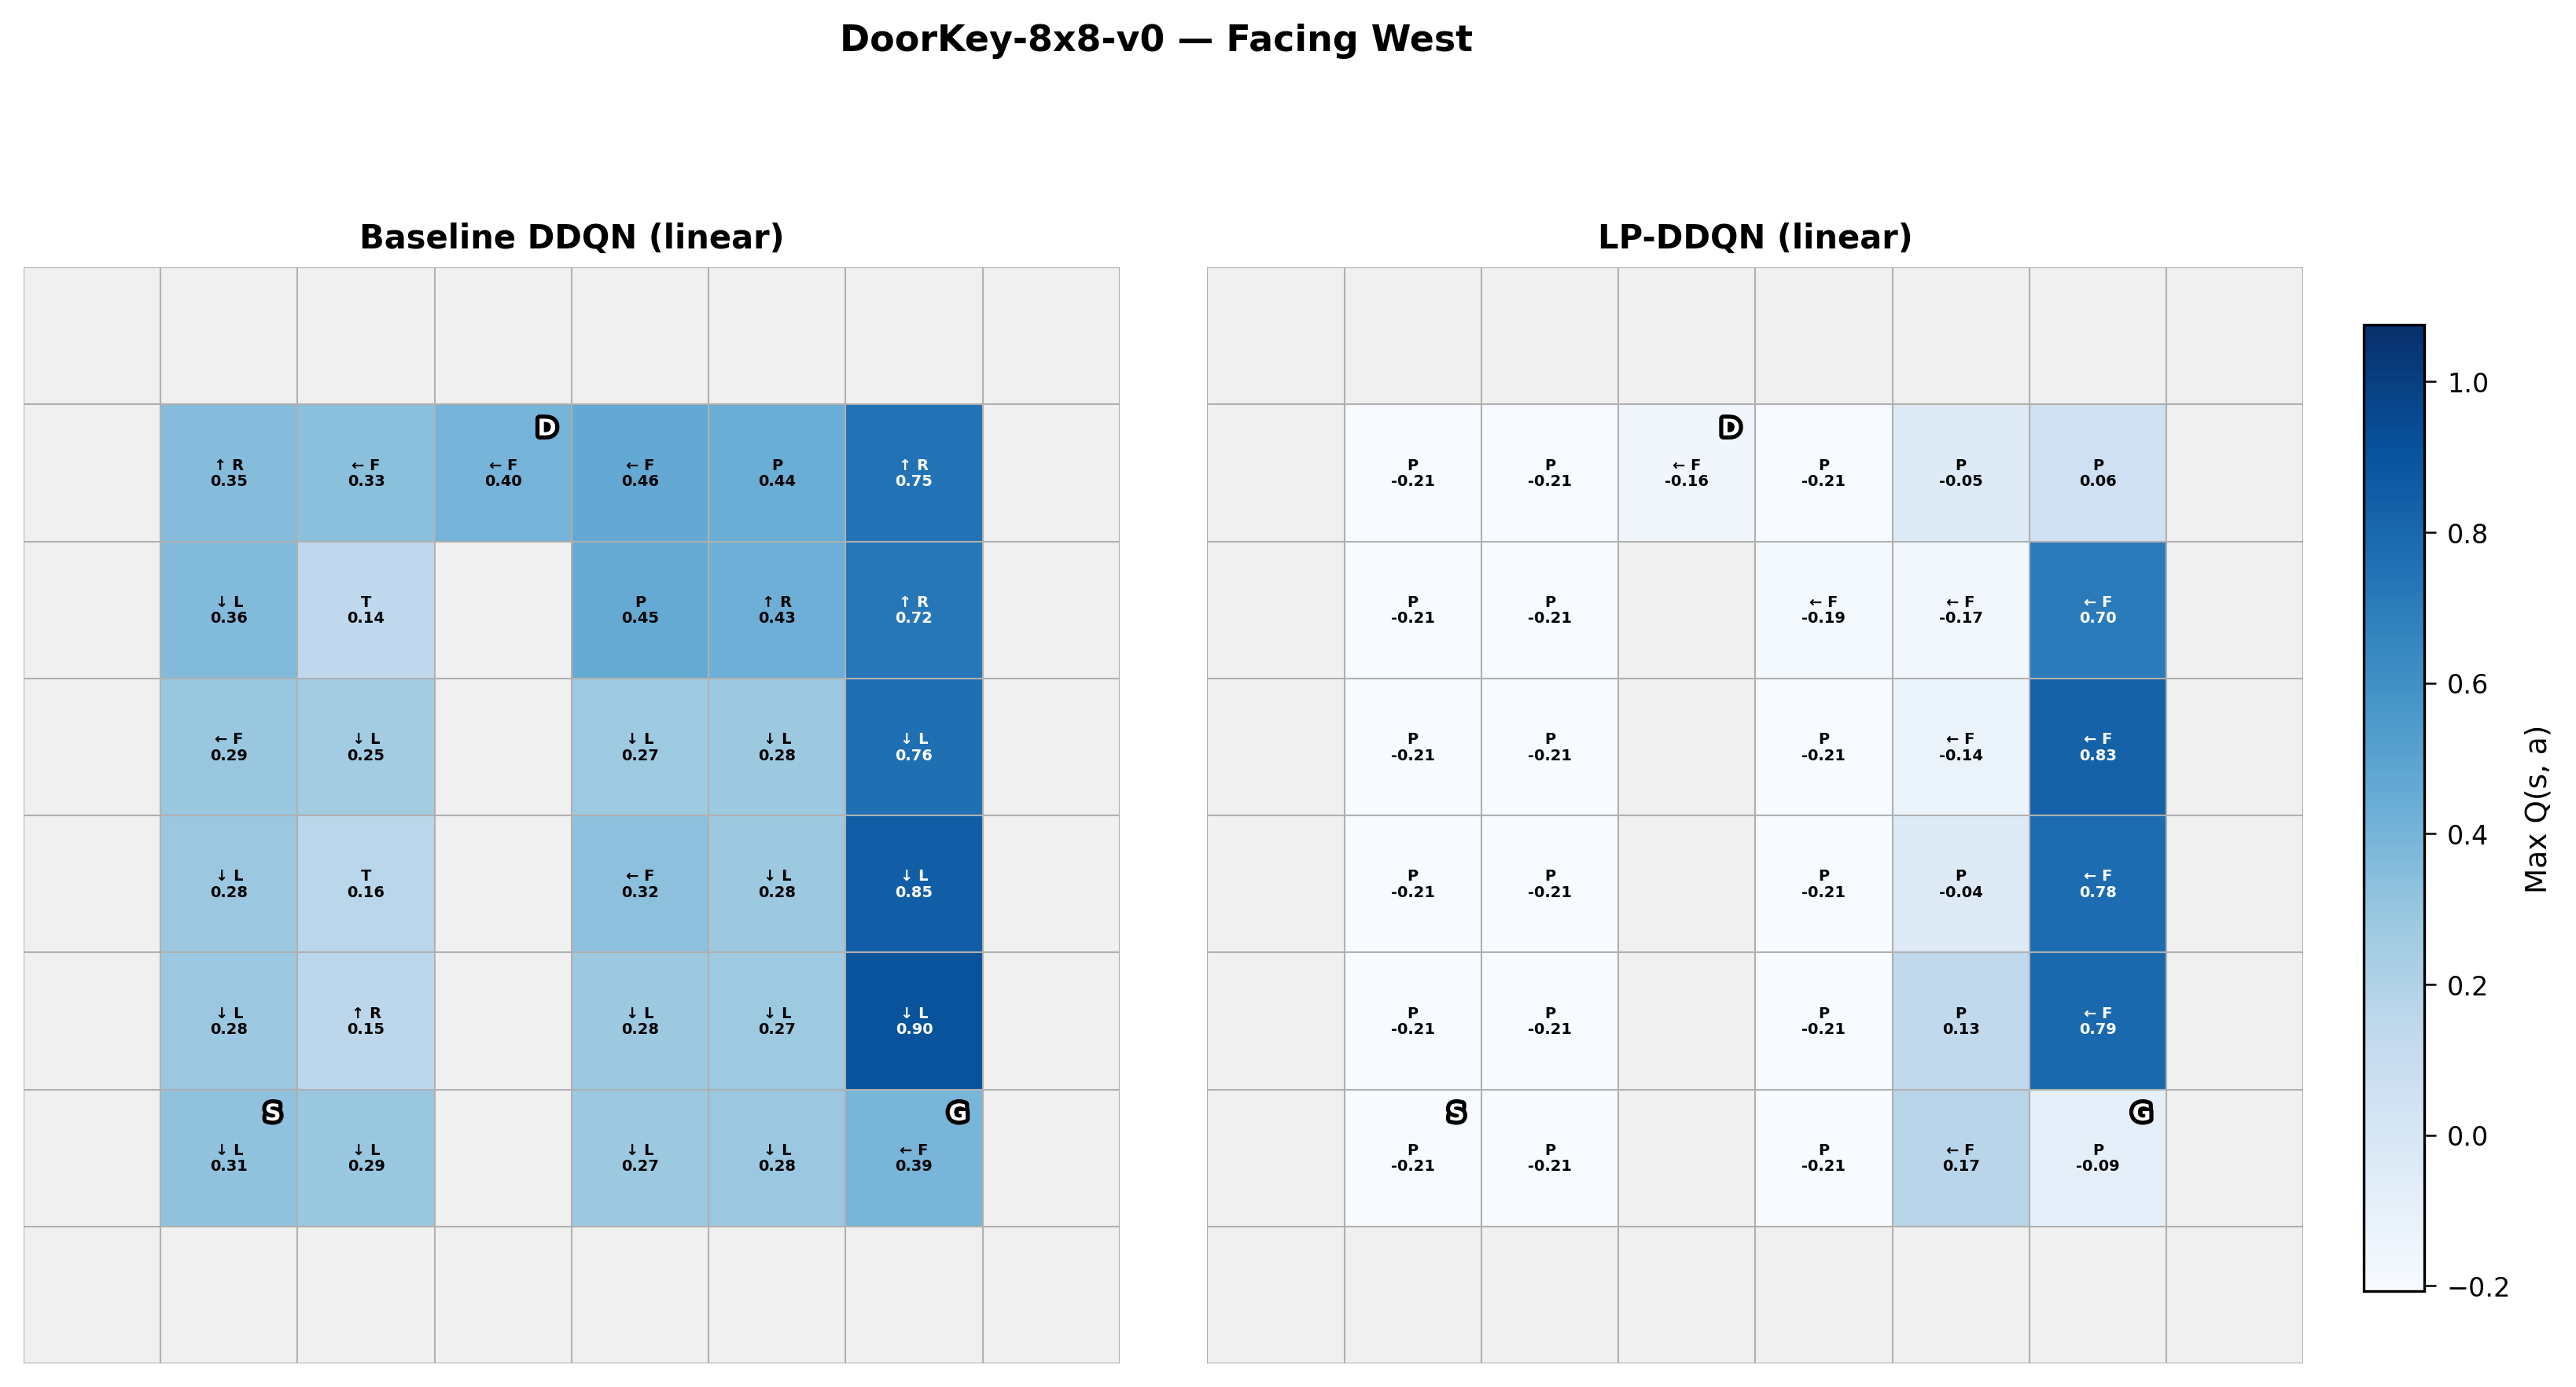 DoorKey-8x8-v0 — Facing West
Baseline DDQN (linear)
D
↑ R ← F ← F ← F P ↑ R
0.35 0.33 0.40 0.46 0.44 0.75
↓ L T P ↑ R ↑ R
0.36 0.14 0.45 0.43 0.72
← F ↓ L ↓ L ↓ L ↓ L
0.29 0.25 0.27 0.28 0.76
↓ L T ← F ↓ L ↓ L
0.28 0.16 0.32 0.28 0.85
↓ L ↑ R ↓ L ↓ L ↓ L
0.28 0.15 0.28 0.27 0.90
S G
↓ L ↓ L ↓ L ↓ L ← F
0.31 0.29 0.27 0.28 0.39
LP-DDQN (linear)
D
P P ← F P P P
-0.21 -0.21 -0.16 -0.21 -0.05 0.06
P P ← F ← F ← F
-0.21 -0.21 -0.19 -0.17 0.70
P P P ← F ← F
-0.21 -0.21 -0.21 -0.14 0.83
P P P P ← F
-0.21 -0.21 -0.21 -0.04 0.78
P P P P ← F
-0.21 -0.21 -0.21 0.13 0.79
S G
P P P ← F P
-0.21 -0.21 -0.21 0.17 -0.09
1.0
0.8
0.6
0.4
0.2
0.0
−0.2
Max Q(s, a)